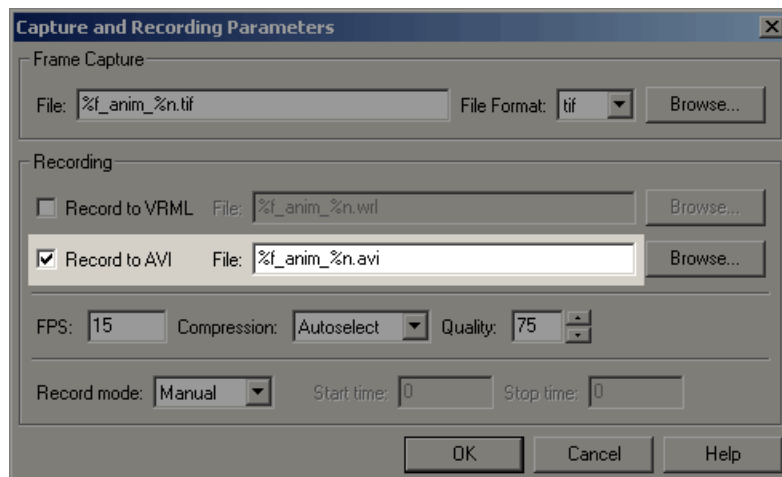 Capture and Recording Parameters
Frame Capture
File: %f_anim_%n.tif File Format: tif Browse...
Recording
Record to VRML File: %f_anim_%n.wrl Browse...
Record to AVI File: %f_anim_%n.avi Browse...
FPS: 15 Compression: Autoselect Quality: 75
Record mode: Manual Start time: 0 Stop time: 0
OK Cancel Help